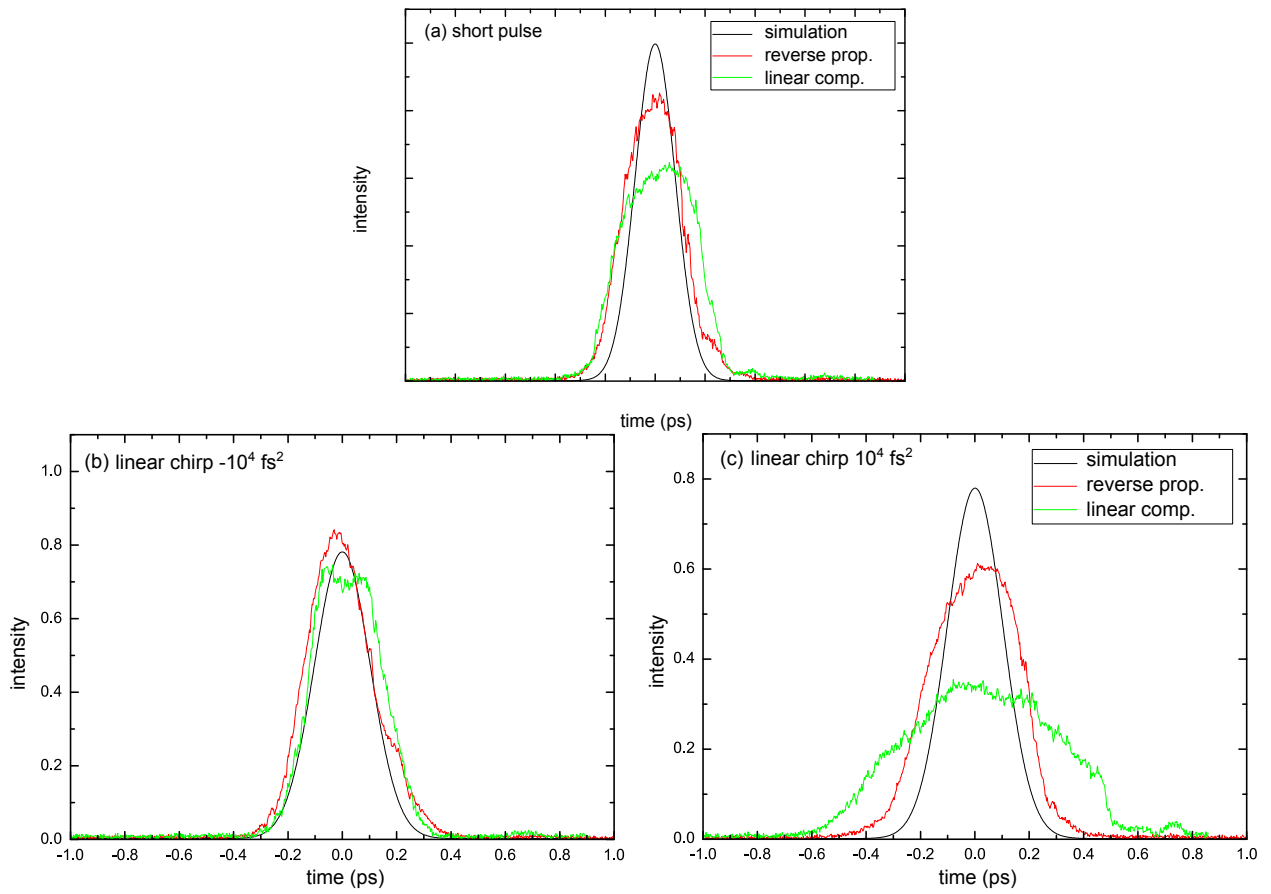 (a) short pulse
simulation
reverse prop.
linear comp.
intensity
time (ps)
(b) linear chirp -10⁴ fs²
1.0
0.8
0.6
0.4
0.2
0.0
intensity
-1.0 -0.8 -0.6 -0.4 -0.2 0.0 0.2 0.4 0.6 0.8 1.0
time (ps)
(c) linear chirp 10⁴ fs²
simulation
reverse prop.
linear comp.
0.8
0.6
0.4
0.2
0.0
intensity
-1.0 -0.8 -0.6 -0.4 -0.2 0.0 0.2 0.4 0.6 0.8 1.0
time (ps)